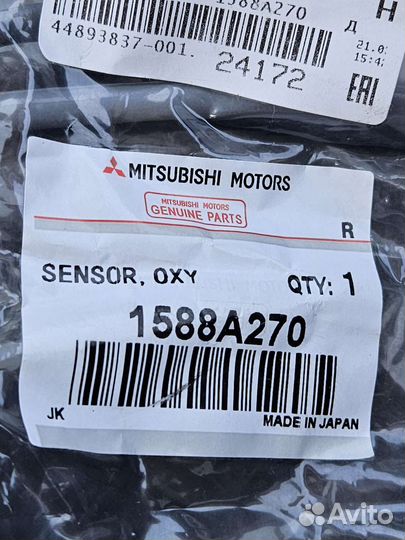 1588A270
Н
Д
44893837-001.
24172
21.0
15:42
EAC
MITSUBISHI MOTORS
MITSUBISHI MOTORS
GENUINE PARTS
R
SENSOR, OXY QTY: 1
1588A270
JK MADE IN JAPAN
Avito